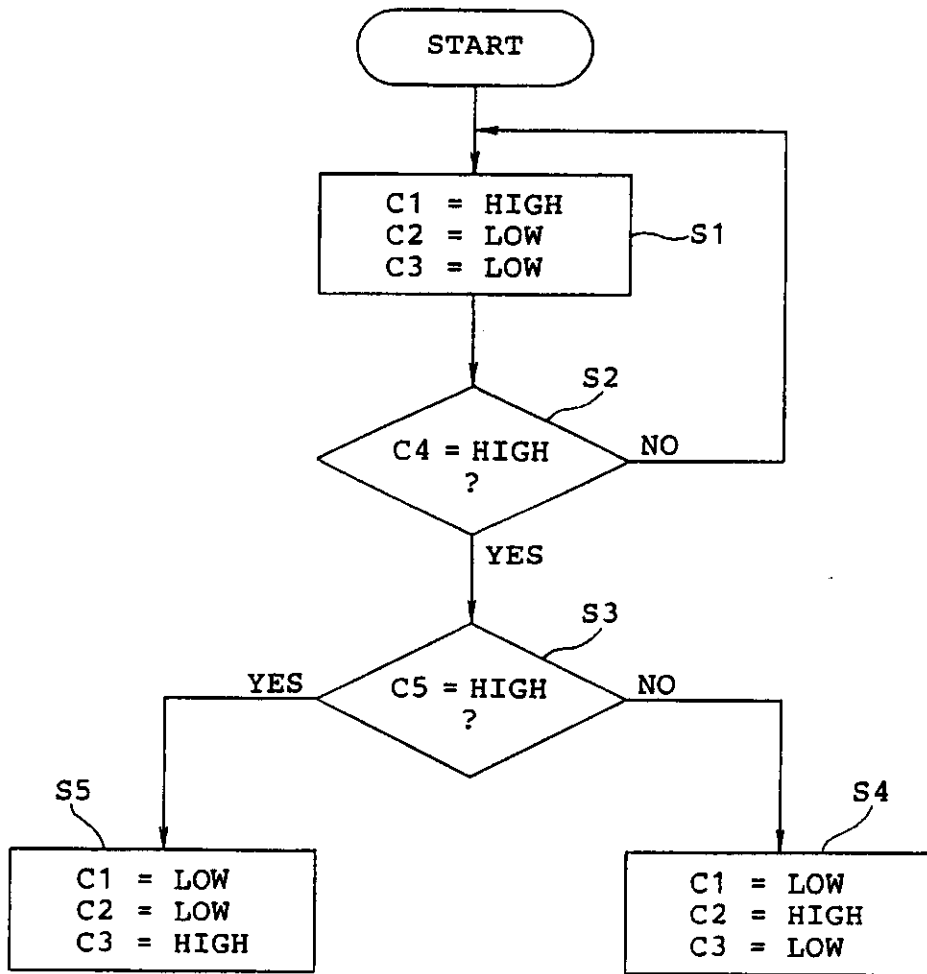 START
C1 = HIGH
C2 = LOW
C3 = LOW
S1
S2
C4 = HIGH
?
NO
YES
S3
C5 = HIGH
?
YES
NO
S5
C1 = LOW
C2 = LOW
C3 = HIGH
S4
C1 = LOW
C2 = HIGH
C3 = LOW